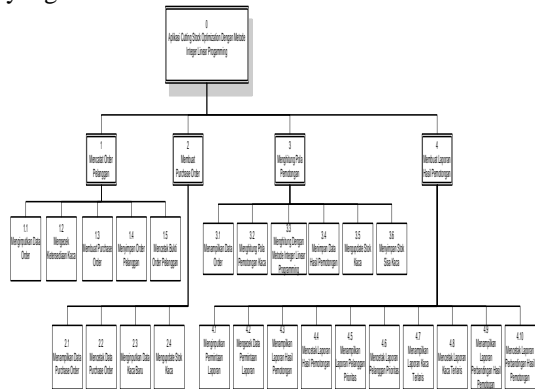 0
Aplikasi Cutting Stock Optimization Dengan Metode
Integer Linear Programming
1
Mencatat Order
Pelanggan
2
Membuat
Purchase Order
3
Menghitung Pola
Pemotongan
4
Membuat Laporan
Hasil Pemotongan
1.1
Menginputkan Data
Order
1.2
Mengecek
Ketersediaan Kaca
1.3
Membuat Purchase
Order
1.4
Menyimpan Order
Pelanggan
1.5
Mencetak Bukti
Order Pelanggan
3.1
Menampilkan Data
Order
3.2
Menghitung Pola
Pemotongan Kaca
3.3
Menghitung Dengan
Metode Integer Linear
Programming
3.4
Menimpan Data
Hasil Pemotongan
3.5
Mengupdate Stok
Kaca
3.6
Menyimpan Stok
Sisa Kaca
2.1
Menampilkan Data
Purchase Order
2.2
Mencetak Data
Purchase Order
2.3
Menginputkan Data
Kaca Baru
2.4
Mengupdate Stok
Kaca
4.1
Menginputkan
Permintaan
Laporan
4.2
Mengecek Data
Permintaan
Laporan
4.3
Menampilkan
Laporan Hasil
Pemotongan
4.4
Mencetak Laporan
Hasil Pemotongan
4.5
Menampilkan
Laporan Pelanggan
Prioritas
4.6
Mencetak Laporan
Pelanggan Prioritas
4.7
Menampilkan
Laporan Kaca
Terlaris
4.8
Mencetak Laporan
Kaca Terlaris
4.9
Menampilkan
Laporan
Perbandingan Hasil
Pemotongan
4.10
Mencetak Laporan
Perbandingan Hasil
Pemotongan